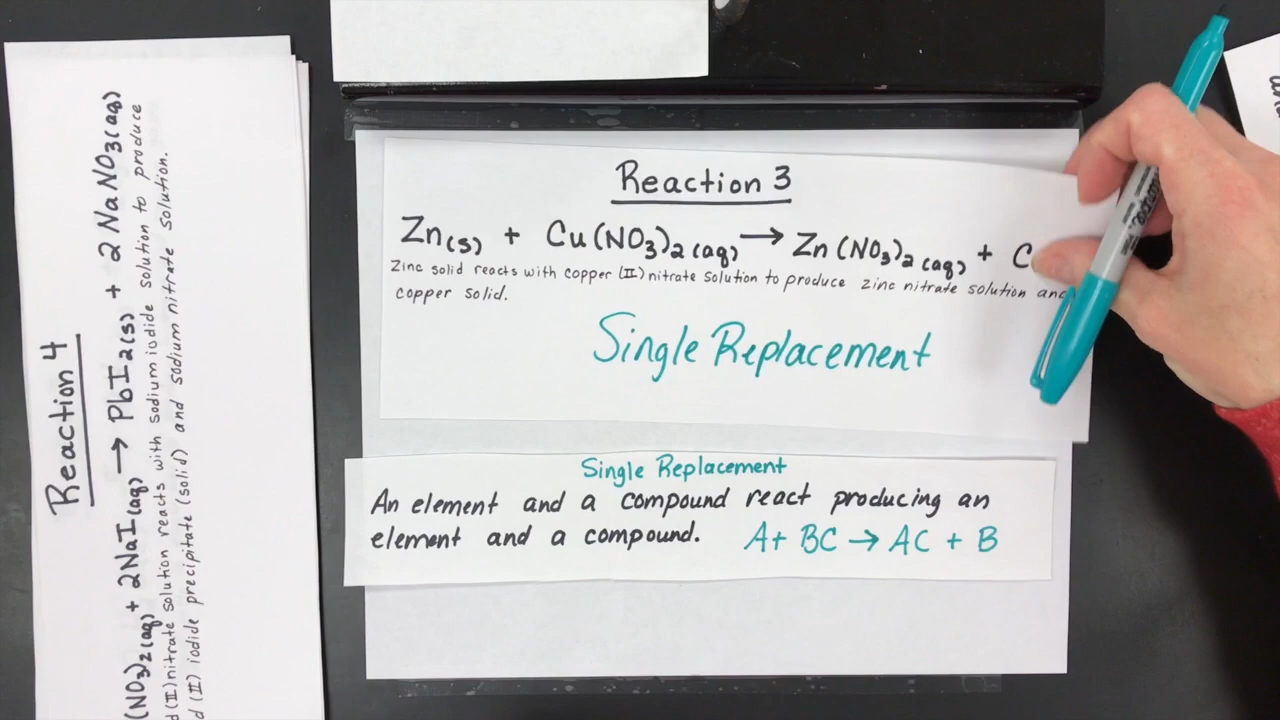 Reaction 3
Zn(s) + Cu(NO3)2(aq) → Zn(NO3)2(aq) + C
Zinc solid reacts with copper (II) nitrate solution to produce zinc nitrate solution and
copper solid.
Single Replacement
Single Replacement
An element and a compound react producing an
element and a compound. A + BC → AC + B
Reaction 4
(NO3)2(aq) + 2NaI(aq) → PbI2(s) + 2NaNO3(aq)
d (II) nitrate solution reacts with sodium iodide solution to produce
d (II) iodide precipitate (solid) and sodium nitrate solution.
Sharpie